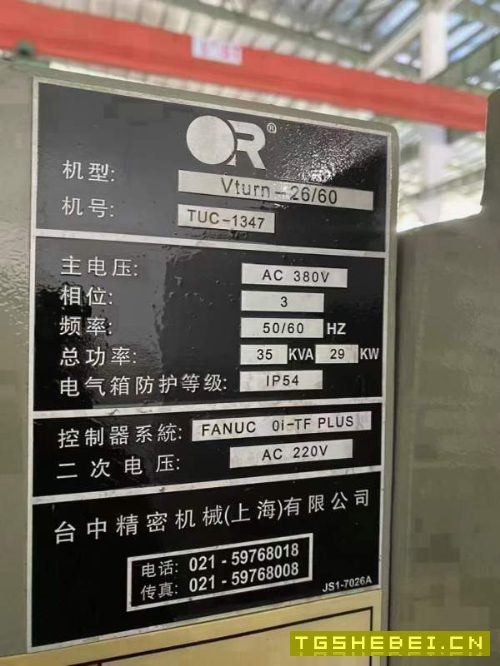 R®
机型: Vturn-26/60
机号: TUC-1347
主电压: AC 380V
相位: 3
频率: 50/60 HZ
总功率: 35 KVA 29 KW
电气箱防护等级: IP54
控制器系統: FANUC 0i-TF PLUS
二次电压: AC 220V
台中精密机械(上海)有限公司
电话: 021-59768018
传真: 021-59768008
JS1-7026A
TGSHEBEI.CN